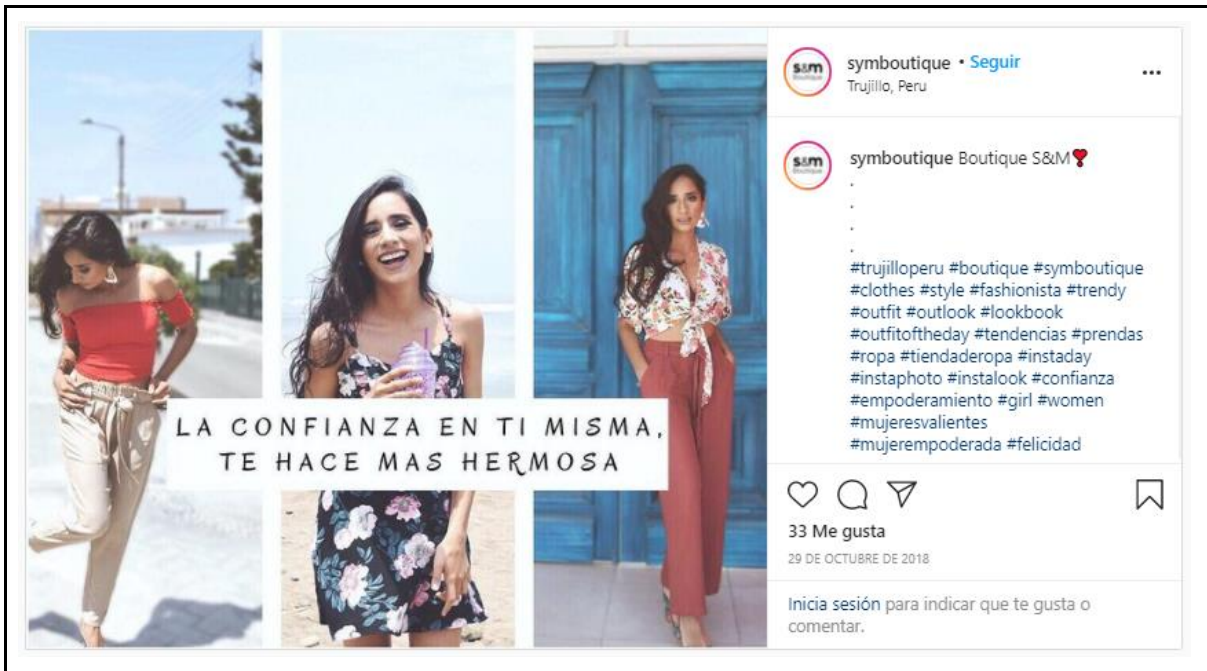 LA CONFIANZA EN TI MISMA,
TE HACE MAS HERMOSA
s&m
Boutique
symboutique • Seguir
Trujillo, Peru
s&m
Boutique
symboutique Boutique S&M❣
.
.
.
.
#trujilloperu #boutique #symboutique
#clothes #style #fashionista #trendy
#outfit #outlook #lookbook
#outfitoftheday #tendencias #prendas
#ropa #tiendaderopa #instaday
#instaphoto #instalook #confianza
#empoderamiento #girl #women
#mujeresvalientes
#mujerempoderada #felicidad
33 Me gusta
29 DE OCTUBRE DE 2018
Inicia sesión para indicar que te gusta o
comentar.